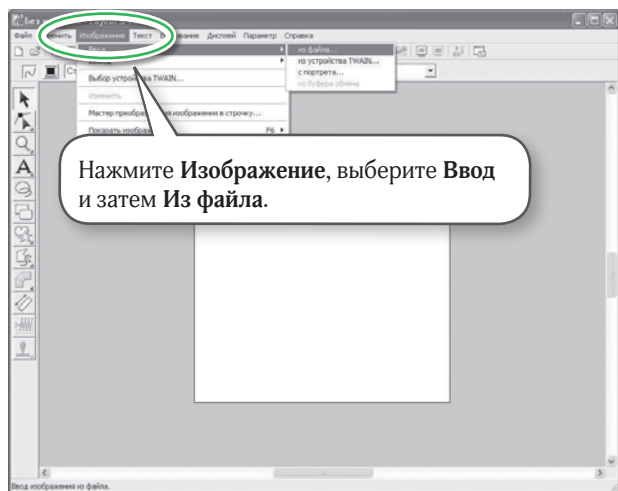 Без
Файл Изображение Текст Дисплей Параметр Справка
Ввод
из файла...
из устройства TWAIN...
с портрета...
из буфера обмена
Выбор устройства TWAIN...
Изменить
Мастер преобразования изображения в строчку...
Показать изображение F6
Нажмите Изображение, выберите Ввод
и затем Из файла.
Ввод изображения из файла.